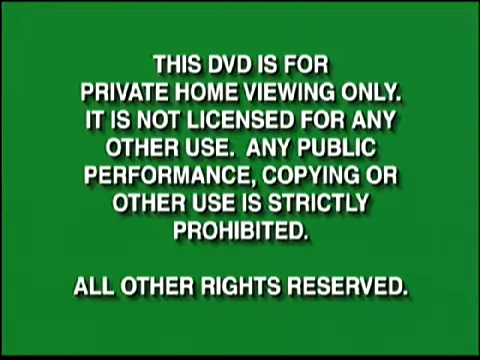 THIS DVD IS FOR
PRIVATE HOME VIEWING ONLY.
IT IS NOT LICENSED FOR ANY
OTHER USE.  ANY PUBLIC
PERFORMANCE, COPYING OR
OTHER USE IS STRICTLY
PROHIBITED.
ALL OTHER RIGHTS RESERVED.